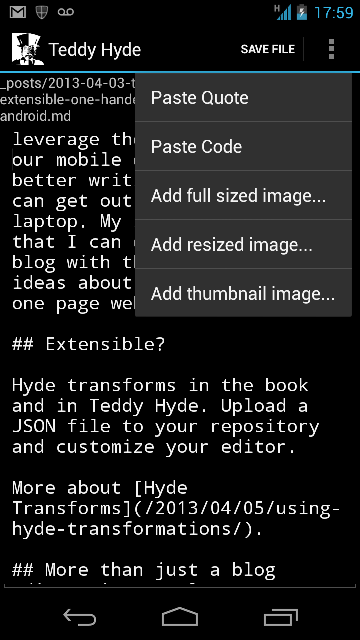 H 17:59
Teddy Hyde SAVE FILE
_posts/2013-04-03-t
extensible-one-hande
android.md
Paste Quote
Paste Code
Add full sized image...
Add resized image...
Add thumbnail image...
leverage the
our mobile
better writ
can get out
laptop. My
that I can
blog with th
ideas about
one page we
## Extensible?
Hyde transforms in the book
and in Teddy Hyde. Upload a
JSON file to your repository
and customize your editor.
More about [Hyde
Transforms](/2013/04/05/using-
hyde-transformations/).
## More than just a blog